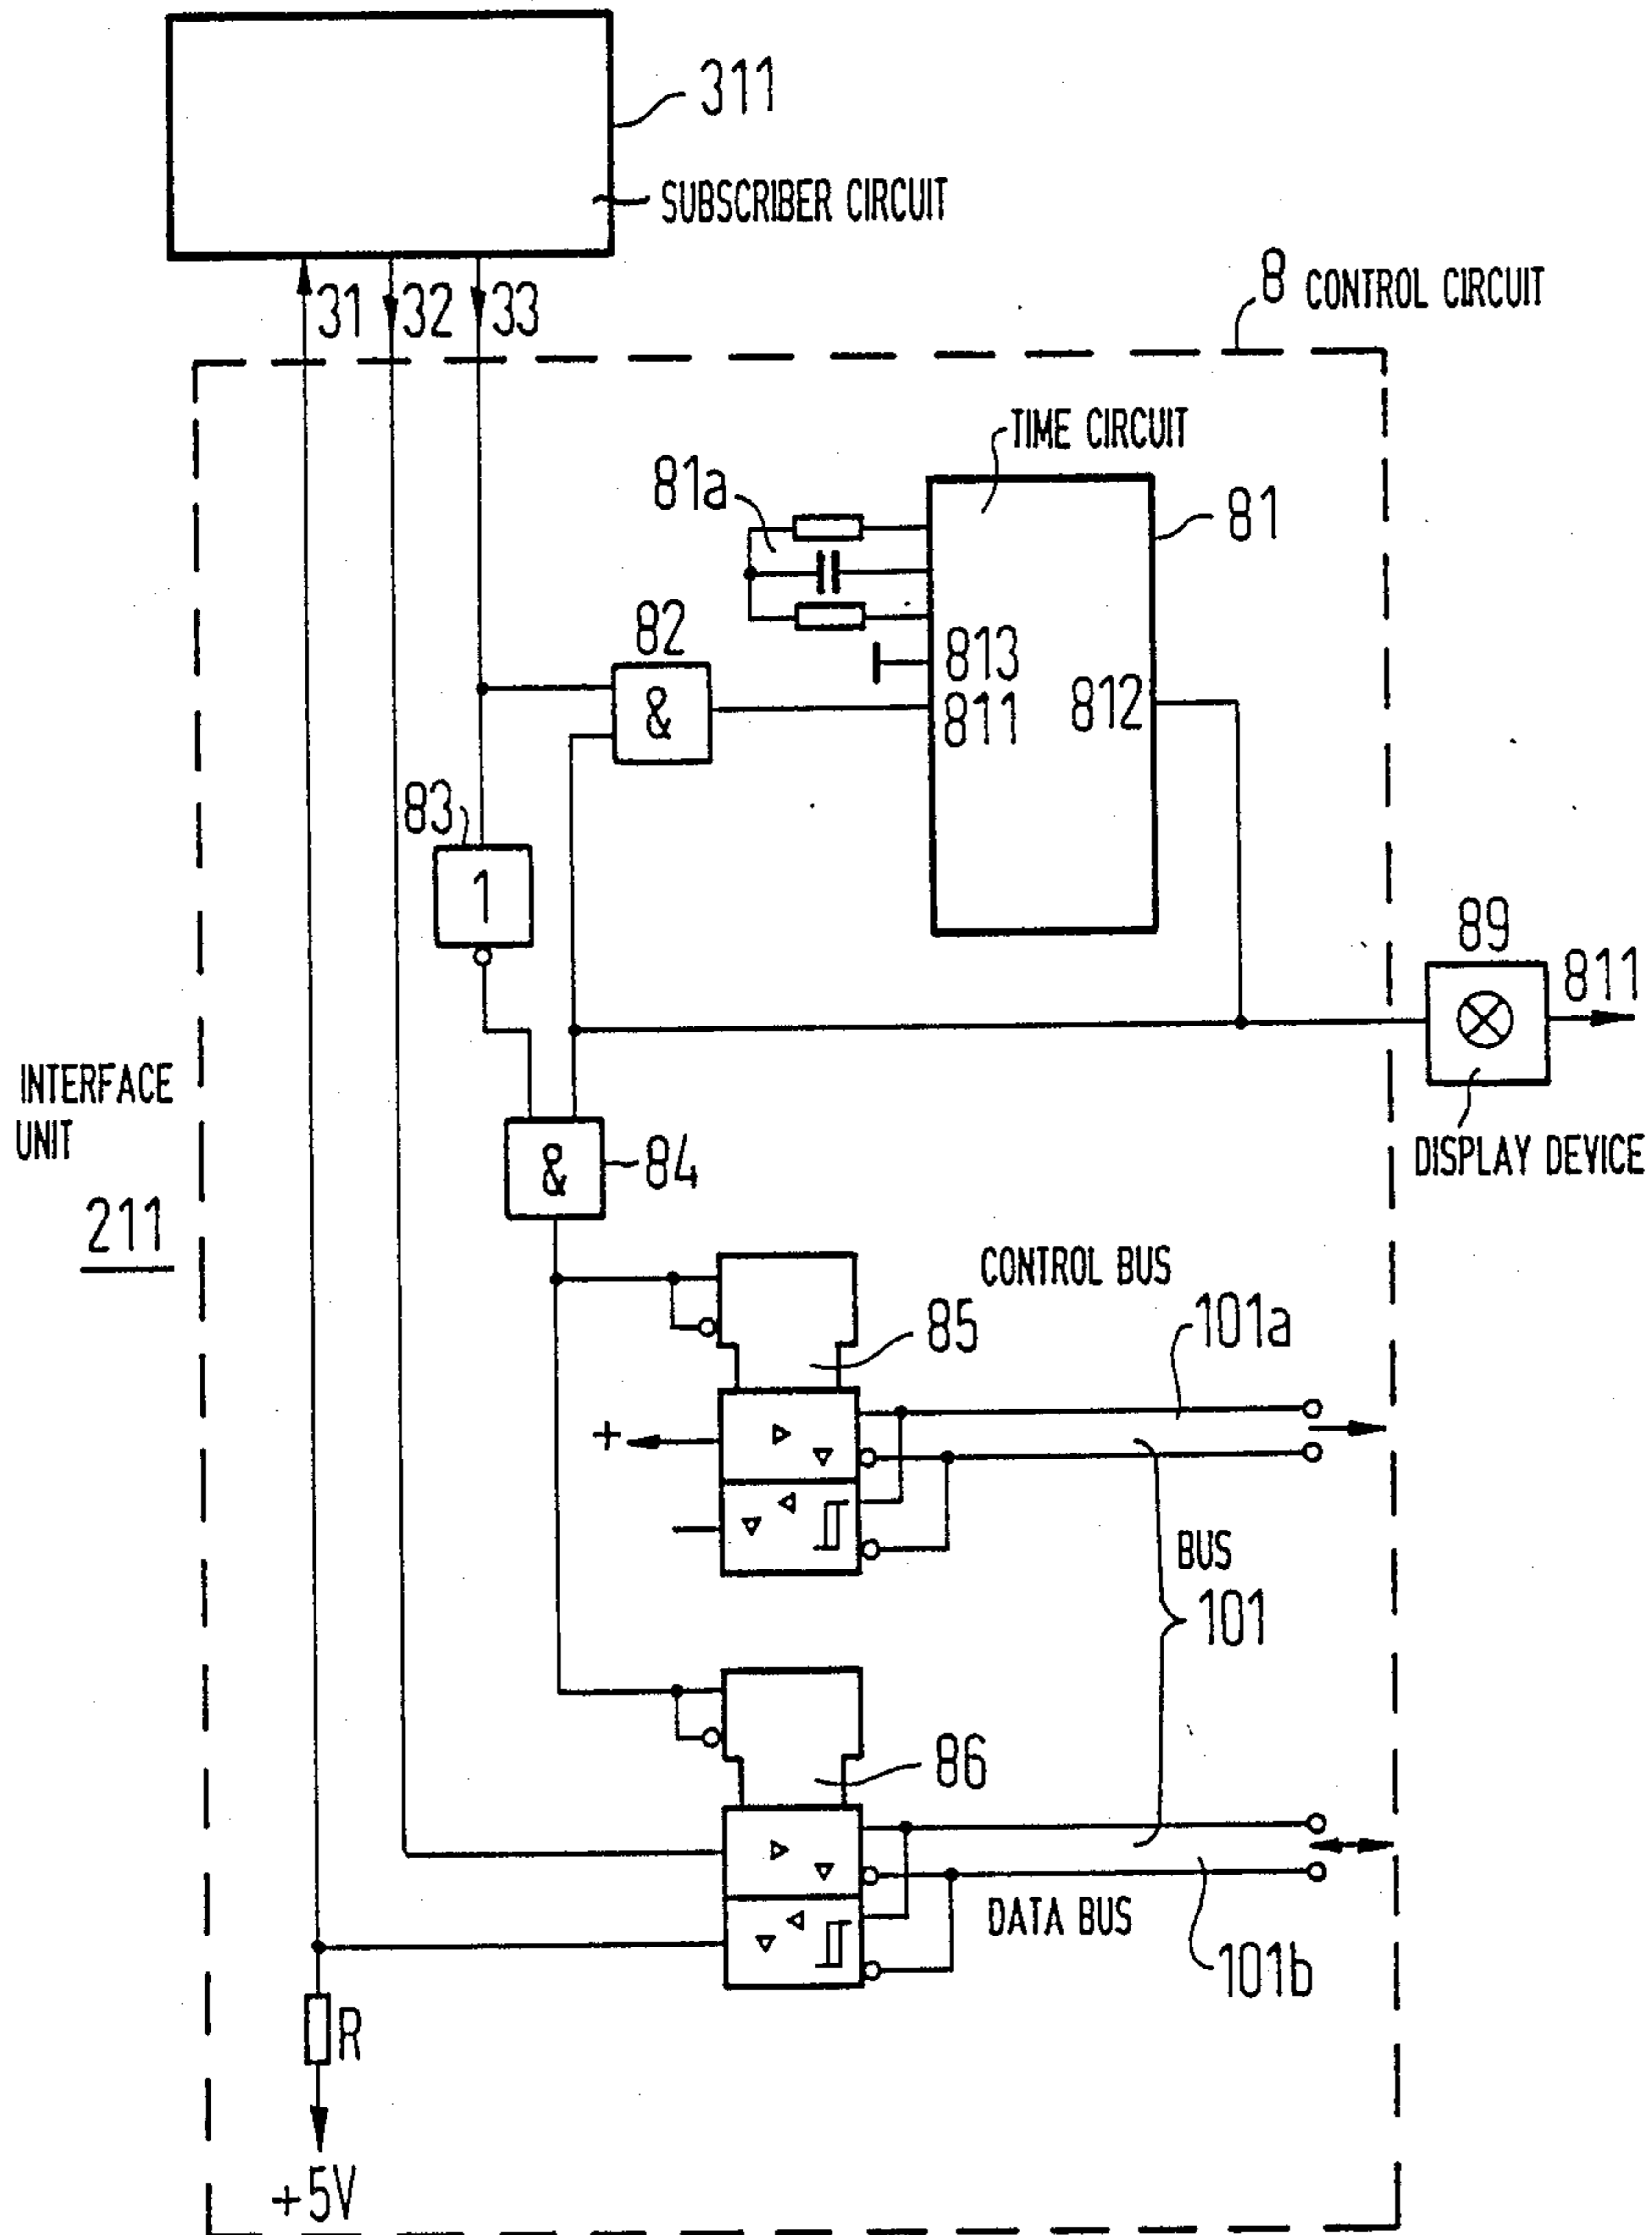 311
SUBSCRIBER CIRCUIT
31
32
33
8 CONTROL CIRCUIT
TIME CIRCUIT
81a
81
82
813
&
811
812
83
1
89
811
INTERFACE
UNIT
DISPLAY DEVICE
&
84
211
CONTROL BUS
85
101a
+
BUS
101
86
DATA BUS
101b
R
+5V